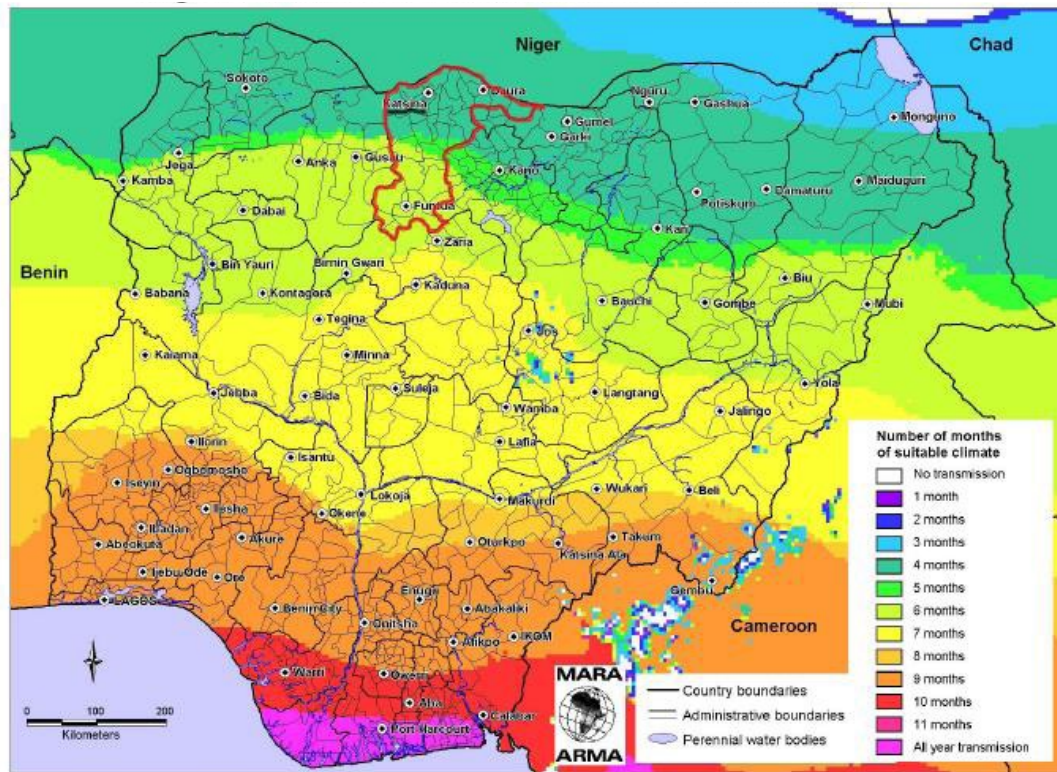 Niger
Chad
Sokoto
Katsina
Daura
Nguru
Gashua
Gumel
Monguno
Garki
Jega
Anka
Gusau
Kano
Kamba
Potiskum
Damaturu
Maiduguri
Dabai
Funtua
Kari
Zaria
Benin
Bin Yauri
Birnin Gwari
Biu
Babana
Kontagora
Kaduna
Bauchi
Gombe
Mubi
Tegina
Jos
Kaiama
Minna
Jebba
Bida
Suleja
Langtang
Yola
Wamba
Jalingo
Ilorin
Lafia
Isantu
Ogbomosho
Iseyin
Lokoja
Makurdi
Wukari
Beli
Ilesha
Okene
Ibadan
Abeokuta
Akure
Oturkpo
Katsina Ala
Takum
Ijebu Ode
Ore
Enugu
Gembu
LAGOS
Benin City
Abakaliki
Onitsha
Afikpo
IKOM
Cameroon
Warri
Owerri
Aba
Calabar
Port Harcourt
0 50 100 200
Kilometers
MARA
ARMA
Country boundaries
Administrative boundaries
Perennial water bodies
Number of months
of suitable climate
No transmission
1 month
2 months
3 months
4 months
5 months
6 months
7 months
8 months
9 months
10 months
11 months
All year transmission